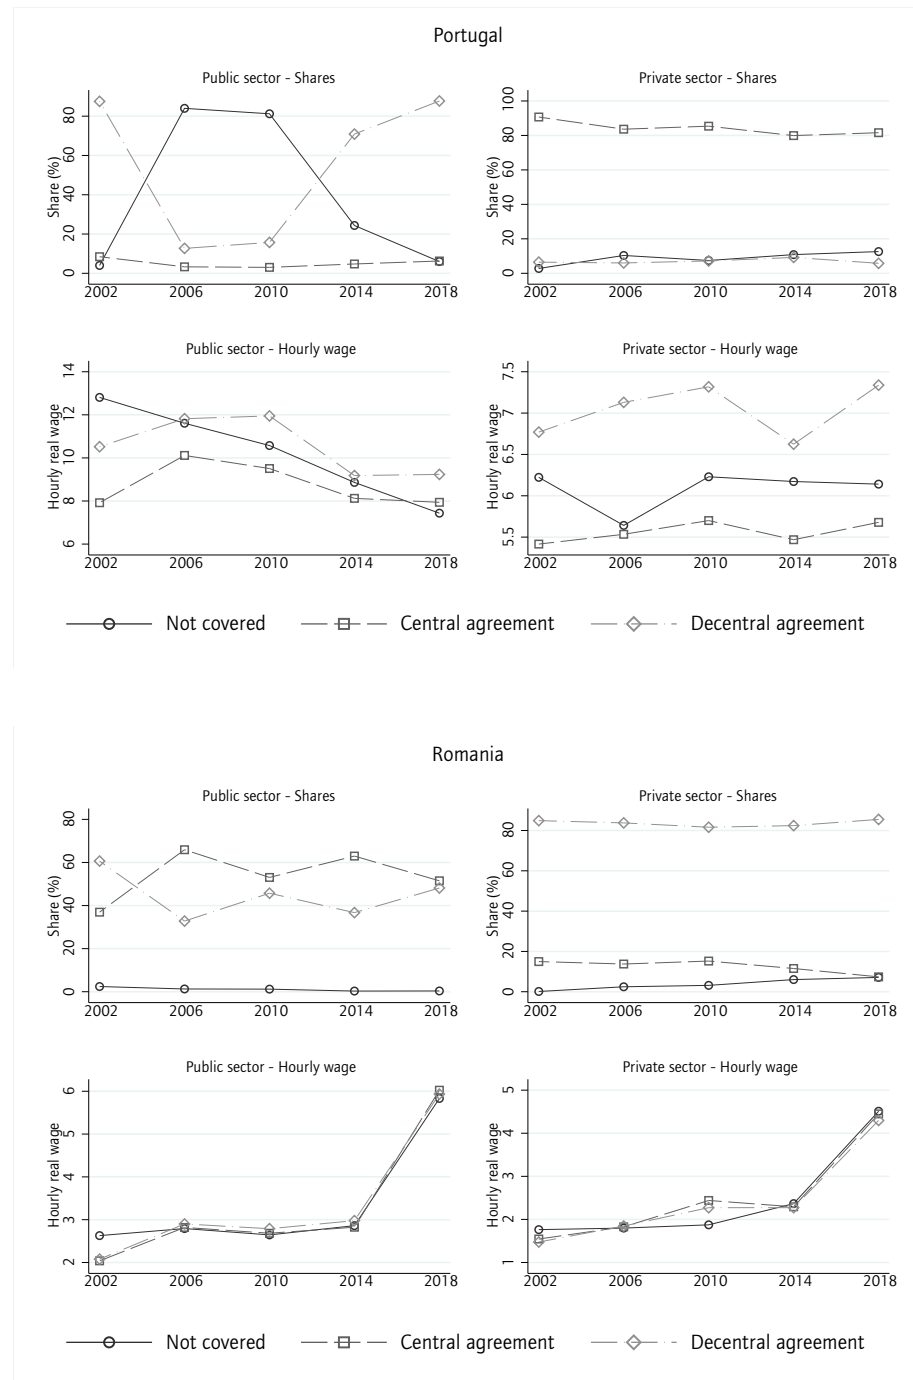 Portugal
Public sector - Shares
Private sector - Shares
Share (%)
0 20 40 60 80
2002 2006 2010 2014 2018
Share (%)
0 20 40 60 80 100
2002 2006 2010 2014 2018
Public sector - Hourly wage
Private sector - Hourly wage
Hourly real wage
6 8 10 12 14
2002 2006 2010 2014 2018
Hourly real wage
5.5 6 6.5 7 7.5
2002 2006 2010 2014 2018
Not covered Central agreement Decentral agreement
Romania
Public sector - Shares
Private sector - Shares
Share (%)
0 20 40 60 80
2002 2006 2010 2014 2018
Share (%)
0 20 40 60 80
2002 2006 2010 2014 2018
Public sector - Hourly wage
Private sector - Hourly wage
Hourly real wage
2 3 4 5 6
2002 2006 2010 2014 2018
Hourly real wage
1 2 3 4 5
2002 2006 2010 2014 2018
Not covered Central agreement Decentral agreement